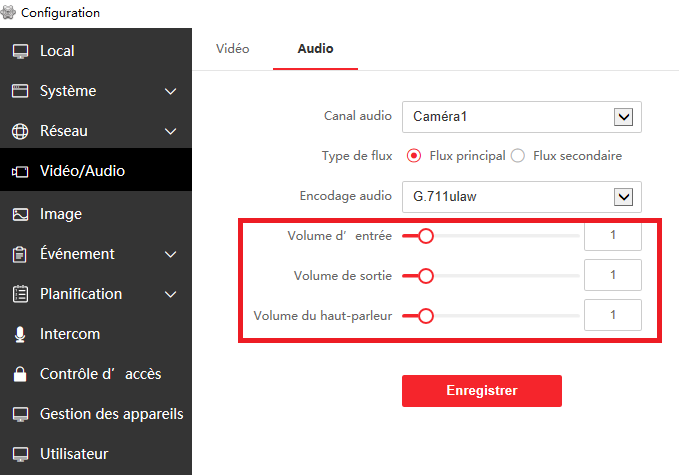 Configuration
Local
Système
Réseau
Vidéo/Audio
Image
Événement
Planification
Intercom
Contrôle d’accès
Gestion des appareils
Utilisateur
Vidéo Audio
Canal audio Caméra1
Type de flux Flux principal Flux secondaire
Encodage audio G.711ulaw
Volume d’entrée 1
Volume de sortie 1
Volume du haut-parleur 1
Enregistrer